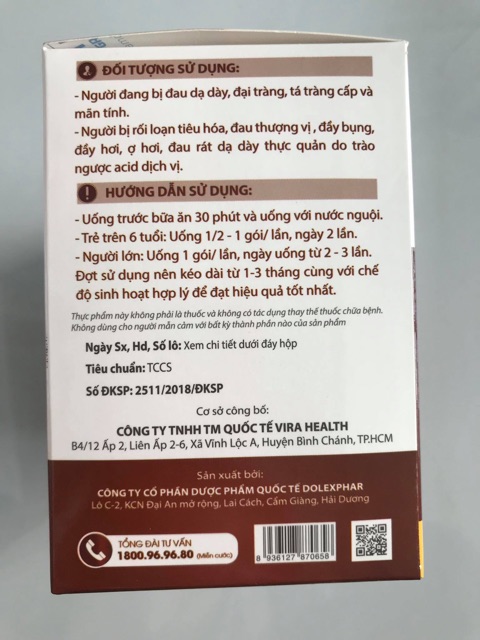 ĐỐI TƯỢNG SỬ DỤNG:
- Người đang bị đau dạ dày, đại tràng, tá tràng cấp và
mãn tính.
- Người bị rối loạn tiêu hóa, đau thượng vị , đầy bụng,
đầy hơi, ợ hơi, đau rát dạ dày thực quản do trào
ngược acid dịch vị.
HƯỚNG DẪN SỬ DỤNG:
- Uống trước bữa ăn 30 phút và uống với nước nguội.
- Trẻ trên 6 tuổi: Uống 1/2 - 1 gói/ lần, ngày 2 lần.
- Người lớn: Uống 1 gói/ lần, ngày uống từ 2 - 3 lần.
Đợt sử dụng nên kéo dài từ 1-3 tháng cùng với chế
độ sinh hoạt hợp lý để đạt hiệu quả tốt nhất.
Thực phẩm này không phải là thuốc và không có tác dụng thay thế thuốc chữa bệnh.
Không dùng cho người mẫn cảm với bất kỳ thành phần nào của sản phẩm
Ngày Sx, Hd, Số lô: Xem chi tiết dưới đáy hộp
Tiêu chuẩn: TCCS
Số ĐKSP: 2511/2018/ĐKSP
Cơ sở công bố:
CÔNG TY TNHH TM QUỐC TẾ VIRA HEALTH
B4/12 Ấp 2, Liên Ấp 2-6, Xã Vĩnh Lộc A, Huyện Bình Chánh, TP.HCM
Sản xuất bởi:
CÔNG TY CỔ PHẦN DƯỢC PHẨM QUỐC TẾ DOLEXPHAR
Lô C-2, KCN Đại An mở rộng, Lai Cách, Cẩm Giàng, Hải Dương
TỔNG ĐÀI TƯ VẤN
1800.96.96.80 (Miễn cước)
8 936127 870658